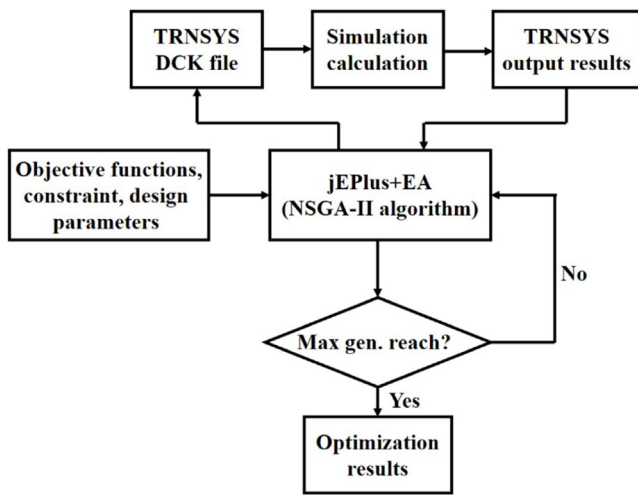 TRNSYS
DCK file
Simulation
calculation
TRNSYS
output results
Objective functions,
constraint, design
parameters
jEPlus+EA
(NSGA-II algorithm)
No
Max gen. reach?
Yes
Optimization
results